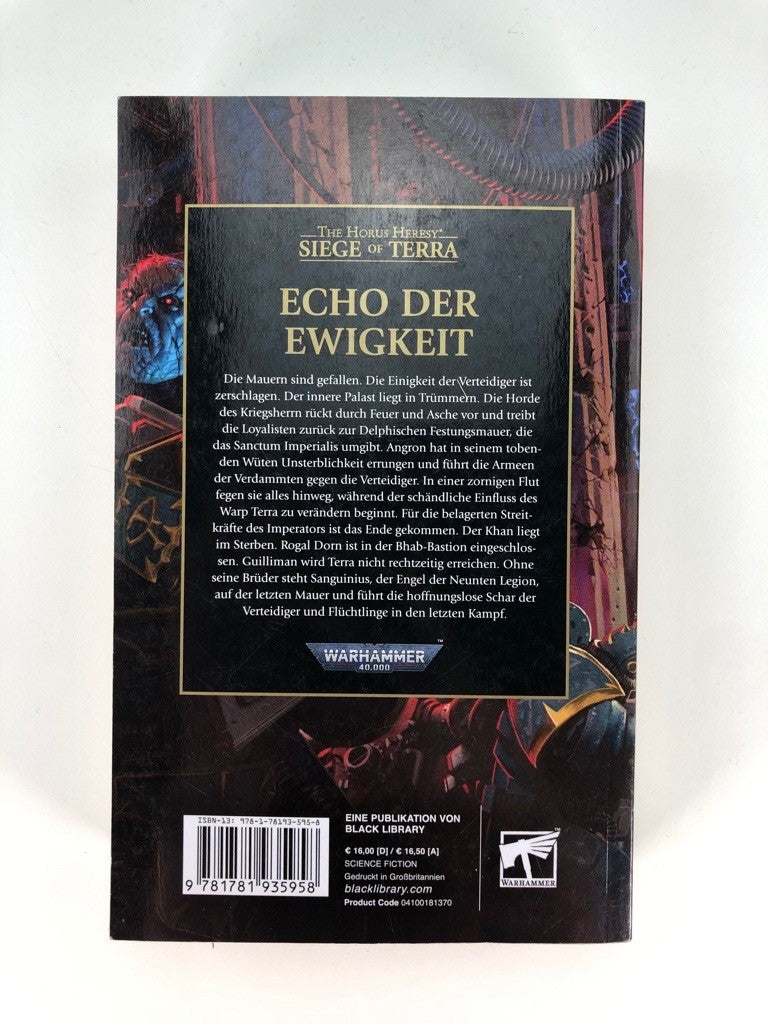 THE HORUS HERESY®
SIEGE OF TERRA
ECHO DER
EWIGKEIT
Die Mauern sind gefallen. Die Einigkeit der Verteidiger ist
zerschlagen. Der innere Palast liegt in Trümmern. Die Horde
des Kriegsherrn rückt durch Feuer und Asche vor und treibt
die Loyalisten zurück zur Delphischen Festungsmauer, die
das Sanctum Imperialis umgibt. Angron hat in seinem toben-
den Wüten Unsterblichkeit errungen und führt die Armeen
der Verdammten gegen die Verteidiger. In einer zornigen Flut
fegen sie alles hinweg, während der schändliche Einfluss des
Warp Terra zu verändern beginnt. Für die belagerten Streit-
kräfte des Imperators ist das Ende gekommen. Der Khan liegt
im Sterben. Rogal Dorn ist in der Bhab-Bastion eingeschlos-
sen. Guilliman wird Terra nicht rechtzeitig erreichen. Ohne
seine Brüder steht Sanguinius, der Engel der Neunten Legion,
auf der letzten Mauer und führt die hoffnungslose Schar der
Verteidiger und Flüchtlinge in den letzten Kampf.
WARHAMMER™
40,000
ISBN-13: 978-1-78193-595-8
9 781781 935958
EINE PUBLIKATION VON
BLACK LIBRARY
€ 16,00 [D] / € 16,50 [A]
SCIENCE FICTION
Gedruckt in Großbritannien
blacklibrary.com
Product Code 04100181370
WARHAMMER™